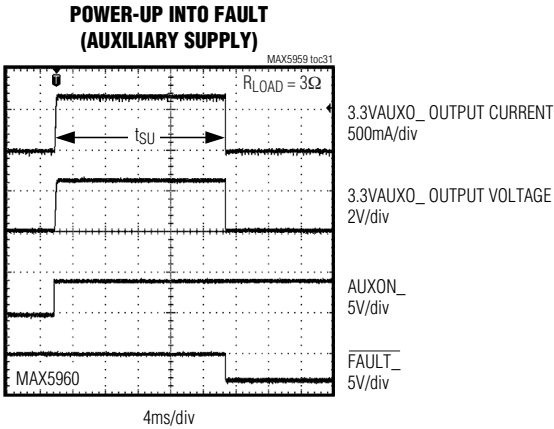 POWER-UP INTO FAULT
(AUXILIARY SUPPLY)
MAX5959 toc31
T
RLOAD = 3Ω
tSU
3.3VAUXO_ OUTPUT CURRENT
500mA/div
3.3VAUXO_ OUTPUT VOLTAGE
2V/div
AUXON_
5V/div
FAULT_
5V/div
MAX5960
4ms/div